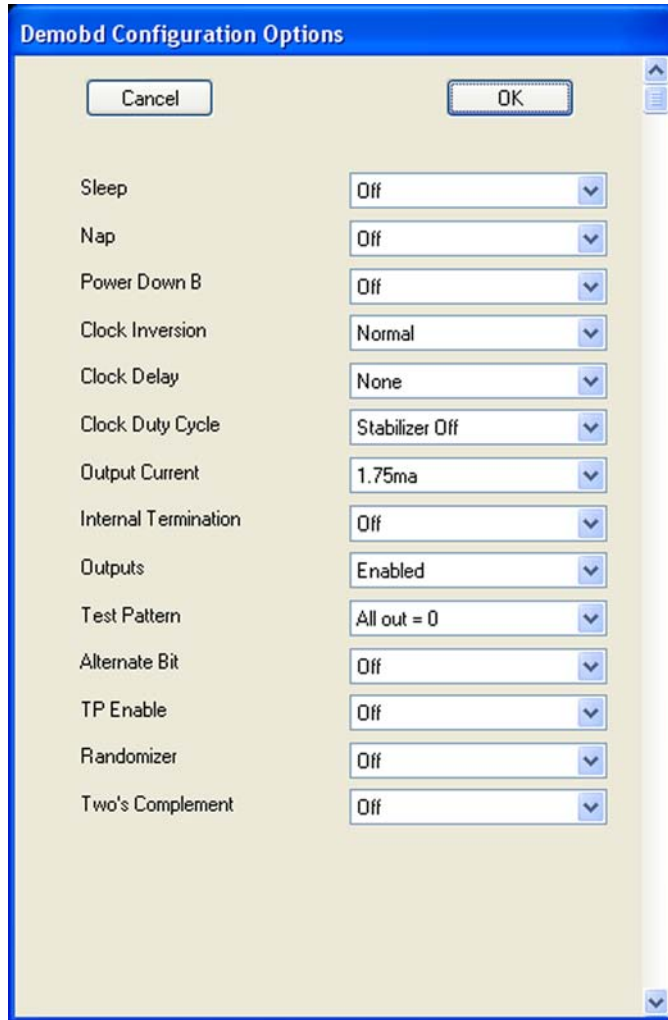 Demobd Configuration Options
Cancel OK
Sleep Off
Nap Off
Power Down B Off
Clock Inversion Normal
Clock Delay None
Clock Duty Cycle Stabilizer Off
Output Current 1.75ma
Internal Termination Off
Outputs Enabled
Test Pattern All out = 0
Alternate Bit Off
TP Enable Off
Randomizer Off
Two's Complement Off